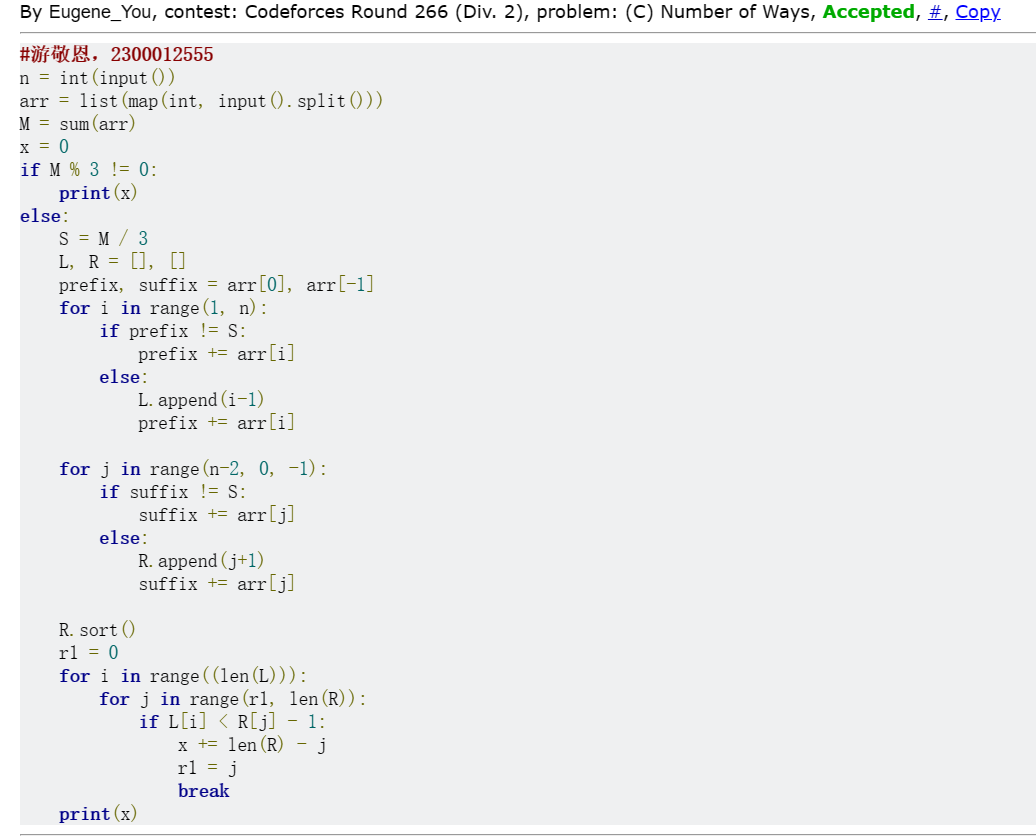 By Eugene_You, contest: Codeforces Round 266 (Div. 2), problem: (C) Number of Ways, Accepted, #, Copy
#游敬恩，2300012555
n = int(input())
arr = list(map(int, input().split()))
M = sum(arr)
x = 0
if M % 3 != 0:
    print(x)
else:
    S = M / 3
    L, R = [], []
    prefix, suffix = arr[0], arr[-1]
    for i in range(1, n):
        if prefix != S:
            prefix += arr[i]
        else:
            L.append(i-1)
            prefix += arr[i]

    for j in range(n-2, 0, -1):
        if suffix != S:
            suffix += arr[j]
        else:
            R.append(j+1)
            suffix += arr[j]

    R.sort()
    r1 = 0
    for i in range((len(L))):
        for j in range(r1, len(R)):
            if L[i] < R[j] - 1:
                x += len(R) - j
                r1 = j
                break
    print(x)